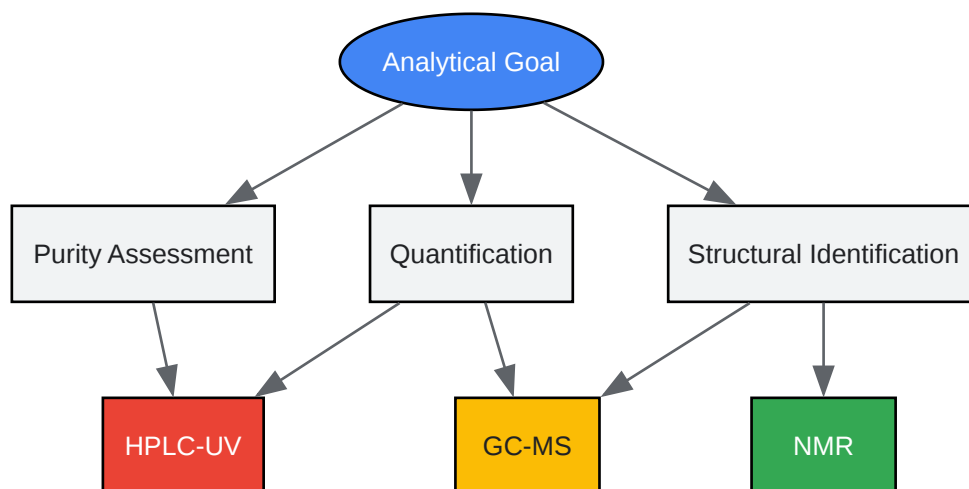 Analytical Goal
Purity Assessment
Quantification
Structural Identification
HPLC-UV
GC-MS
NMR